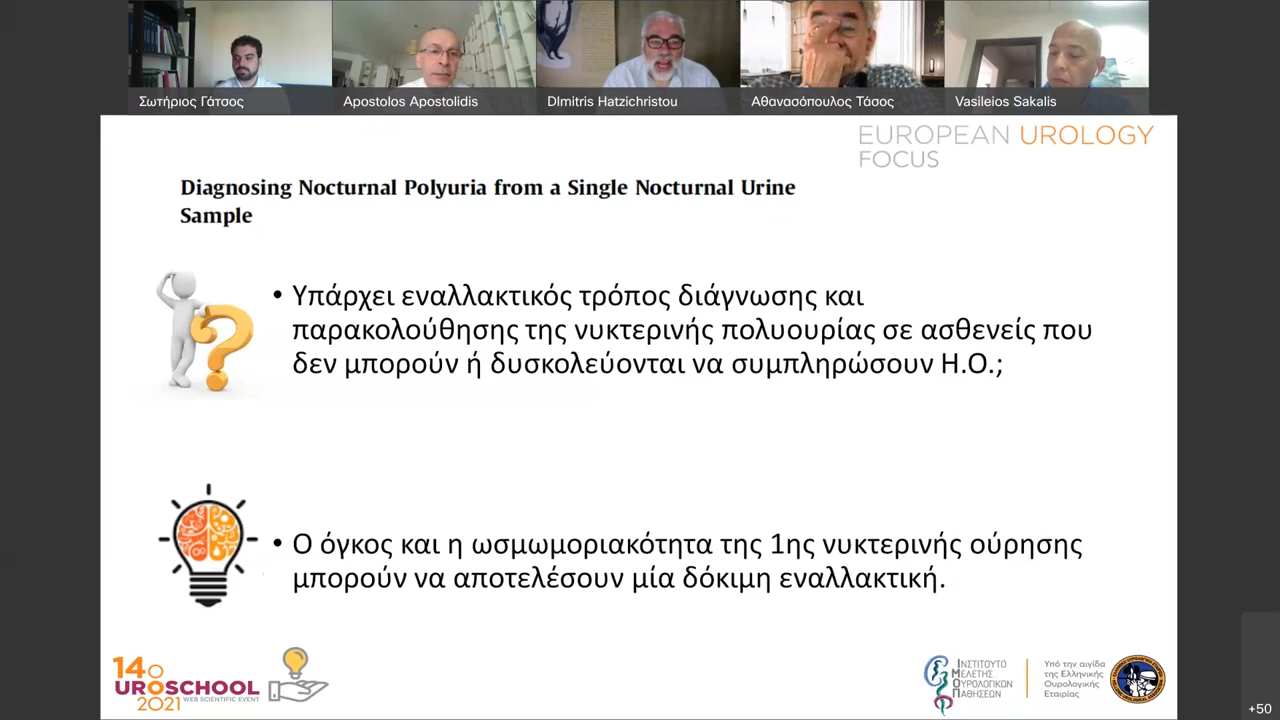 Σωτήριος Γάτσος
Apostolos Apostolidis
DImitris Hatzichristou
Αθανασόπουλος Τάσος
Vasileios Sakalis
EUROPEAN UROLOGY
FOCUS
Diagnosing Nocturnal Polyuria from a Single Nocturnal Urine
Sample
• Υπάρχει εναλλακτικός τρόπος διάγνωσης και
παρακολούθησης της νυκτερινής πολυουρίας σε ασθενείς που
δεν μπορούν ή δυσκολεύονται να συμπληρώσουν Η.Ο.;
• Ο όγκος και η ωσμωμοριακότητα της 1ης νυκτερινής ούρησης
μπορούν να αποτελέσουν μία δόκιμη εναλλακτική.
14o
UROSCHOOL
WEB SCIENTIFIC EVENT
2021
ΙΝΣΤΙΤΟΥΤΟ
ΜΕΛΕΤΗΣ
ΟΥΡΟΛΟΓΙΚΩΝ
ΠΑΘΗΣΕΩΝ
Υπό την αιγίδα
της Ελληνικής
Ουρολογικής
Εταιρίας
+50